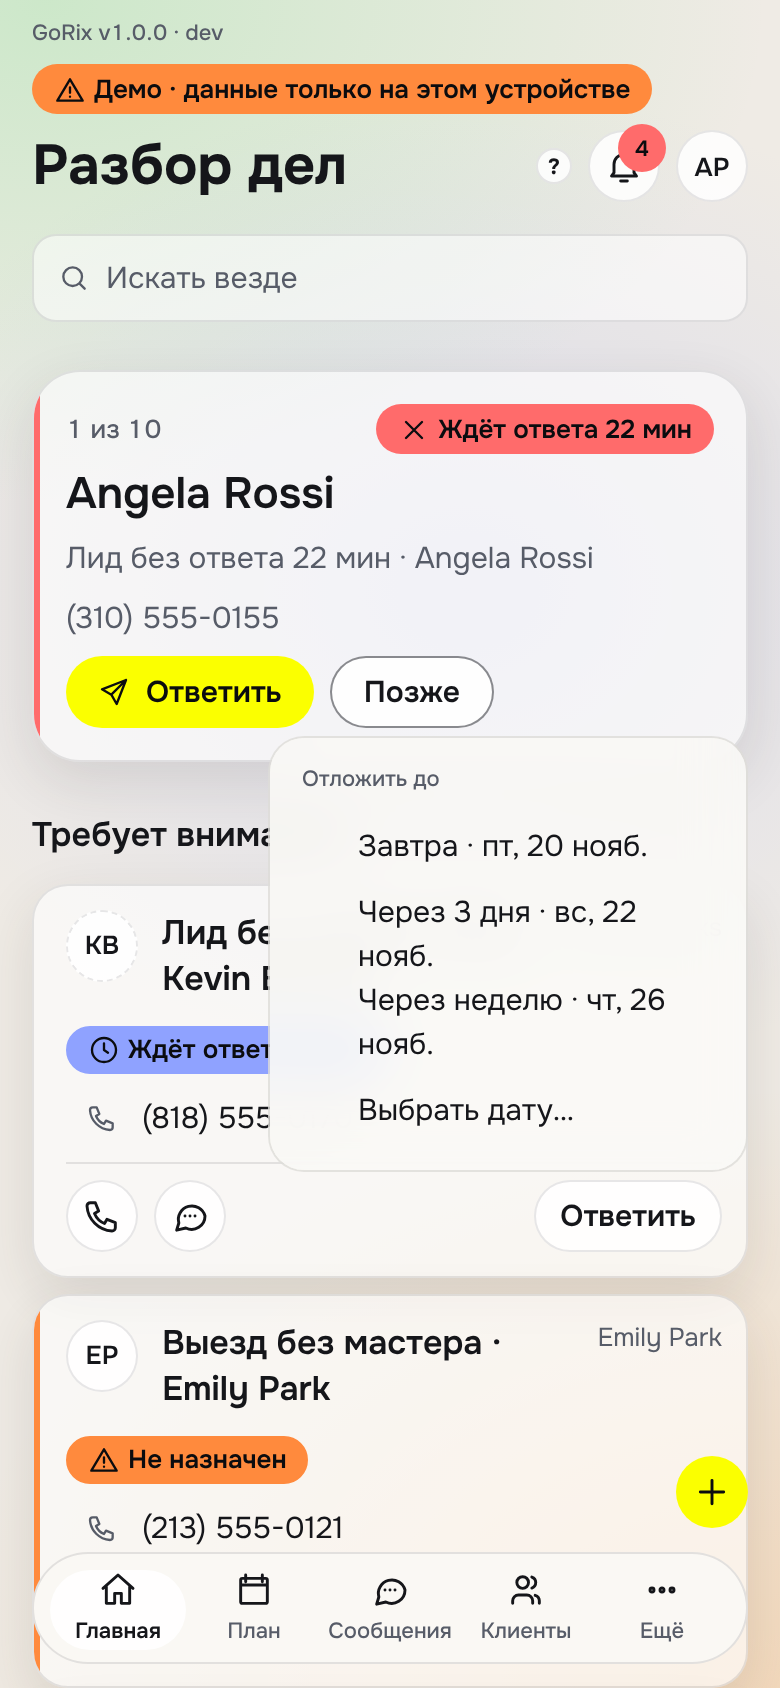 GoRix v1.0.0 · dev
Демо · данные только на этом устройстве
Разбор дел
?
4
AP
Искать везде
1 из 10
Ждёт ответа 22 мин
Angela Rossi
Лид без ответа 22 мин · Angela Rossi
(310) 555-0155
Ответить
Позже
Отложить до
Завтра · пт, 20 нояб.
Через 3 дня · вс, 22
нояб.
Через неделю · чт, 26
нояб.
Выбрать дату...
Требует
KB
Лид
Kevin
Ждёт
(818) 555
Ответить
EP
Выезд без мастера ·
Emily Park
Emily Park
Не назначен
(213) 555-0121
Главная
План
Сообщения
Клиенты
Ещё